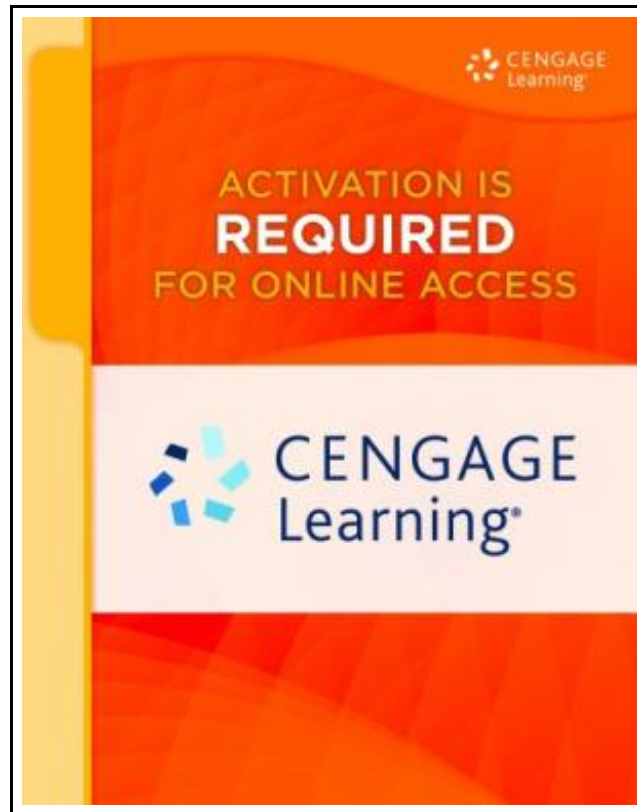 CENGAGE
Learning®
ACTIVATION IS
REQUIRED
FOR ONLINE ACCESS
CENGAGE
Learning®